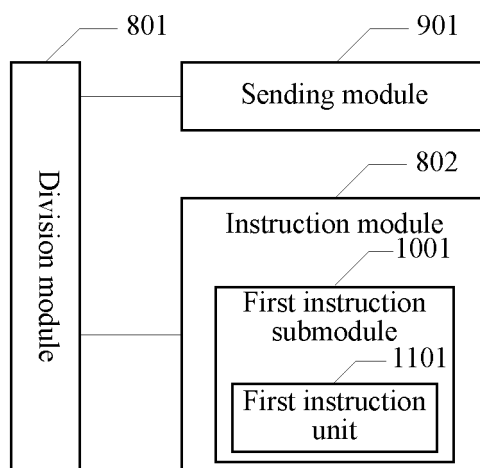 801
901
Sending module
Division module
802
Instruction module
1001
First instruction
submodule
1101
First instruction
unit